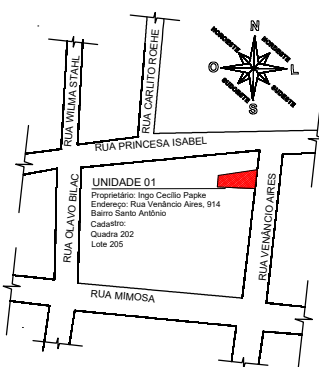 N
NOROESTE
NORDESTE
O
L
SUDOESTE
SUDESTE
S
RUA WILMA STAHL
RUA CARLITO ROEHE
RUA PRINCESA ISABEL
RUA OLAVO BILAC
UNIDADE 01
Proprietário: Ingo Cecílio Papke
Endereço: Rua Venâncio Aires, 914
Bairro Santo Antônio
Cadastro:
Quadra 202
Lote 205
RUA VENÂNCIO AIRES
RUA MIMOSA